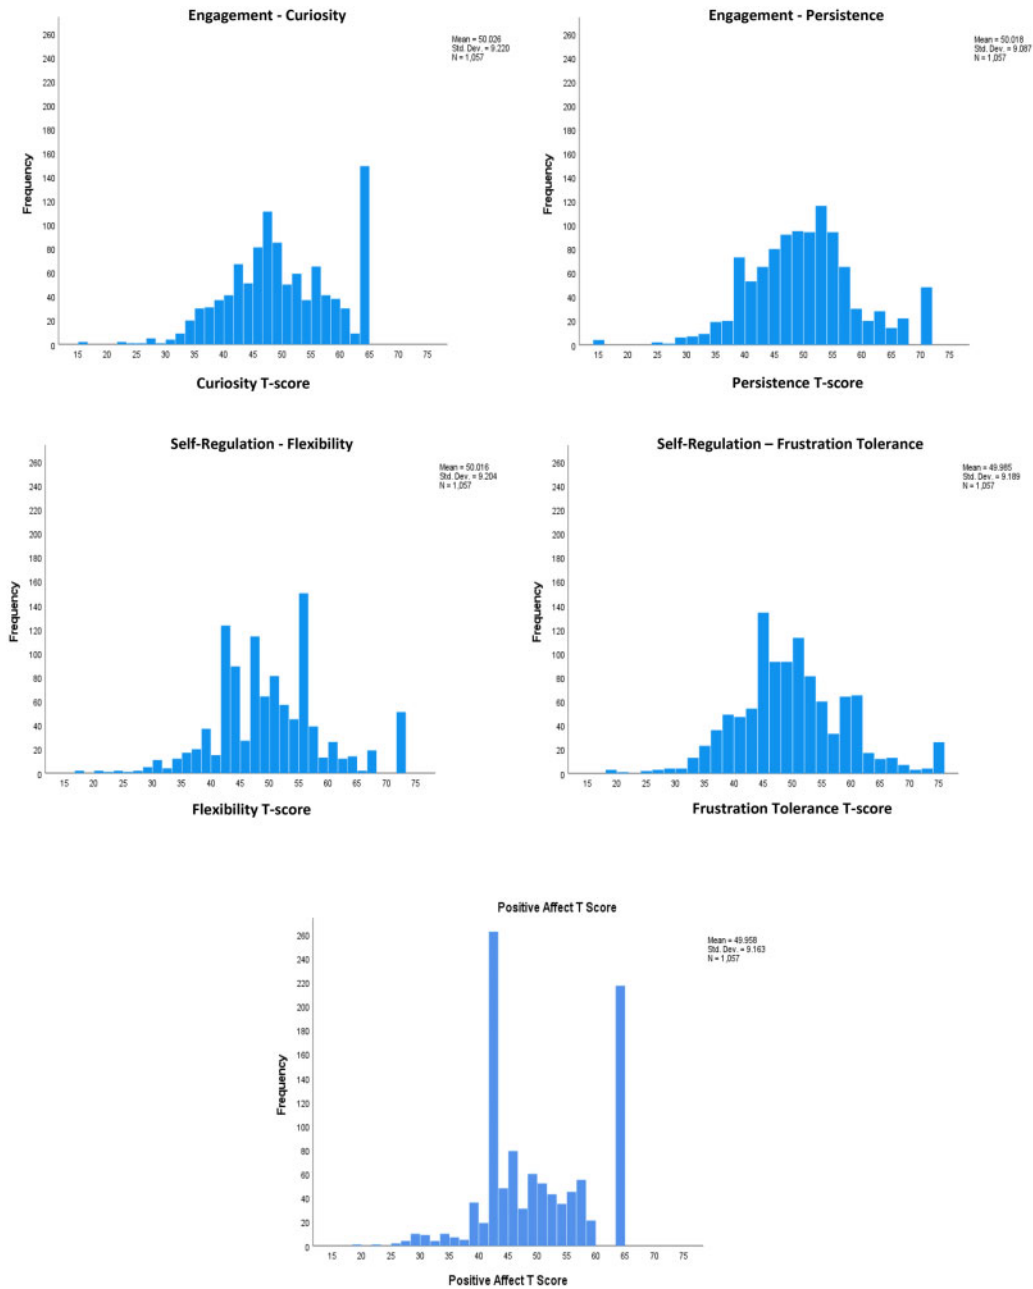 Engagement - Curiosity
Mean = 50.026
Std. Dev. = 9.220
N = 1,057
260
240
220
200
180
160
140
120
100
80
60
40
20
0
Frequency
15 20 25 30 35 40 45 50 55 60 65 70 75
Curiosity T-score
Engagement - Persistence
Mean = 50.018
Std. Dev. = 9.087
N = 1,057
260
240
220
200
180
160
140
120
100
80
60
40
20
0
Frequency
15 20 25 30 35 40 45 50 55 60 65 70 75
Persistence T-score
Self-Regulation - Flexibility
Mean = 50.016
Std. Dev. = 9.204
N = 1,057
260
240
220
200
180
160
140
120
100
80
60
40
20
0
Frequency
15 20 25 30 35 40 45 50 55 60 65 70 75
Flexibility T-score
Self-Regulation – Frustration Tolerance
Mean = 49.985
Std. Dev. = 9.189
N = 1,057
260
240
220
200
180
160
140
120
100
80
60
40
20
0
Frequency
15 20 25 30 35 40 45 50 55 60 65 70 75
Frustration Tolerance T-score
Positive Affect T Score
Mean = 49.958
Std. Dev. = 9.163
N = 1,057
260
240
220
200
180
160
140
120
100
80
60
40
20
0
Frequency
15 20 25 30 35 40 45 50 55 60 65 70 75
Positive Affect T Score